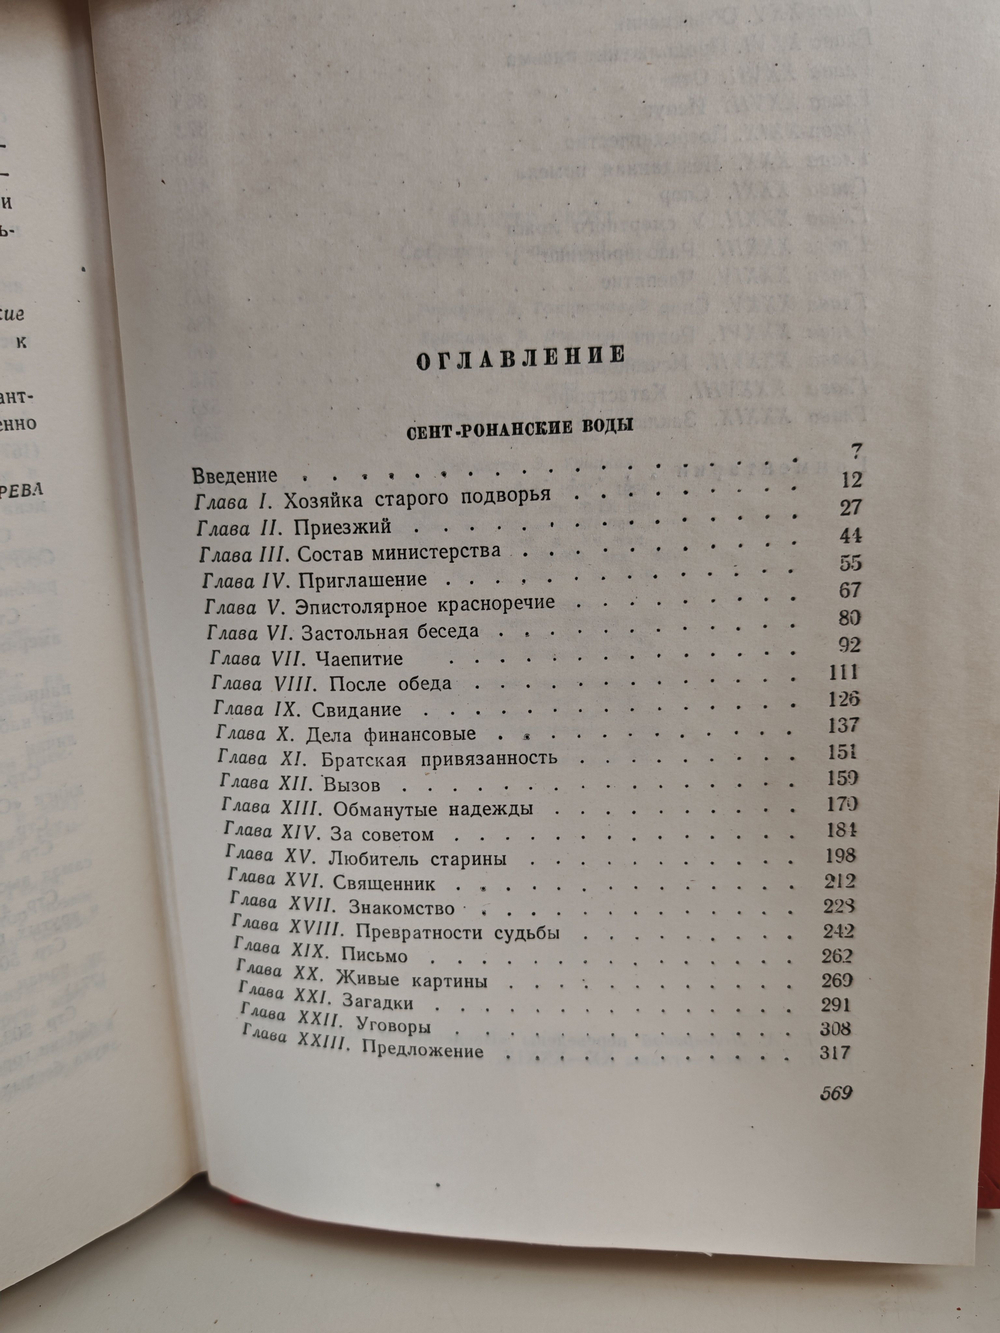 и
ь-
кие
к
ант-
енно
РЕВА
ОГЛАВЛЕНИЕ
СЕНТ-РОНАНСКИЕ ВОДЫ
Введение . . . . . . . . . . . . . . . . . . . . 7
Глава I. Хозяйка старого подворья . . . . . . . . . 12
Глава II. Приезжий . . . . . . . . . . . . . . . 27
Глава III. Состав министерства . . . . . . . . . . . 44
Глава IV. Приглашение . . . . . . . . . . . . . . 55
Глава V. Эпистолярное красноречие . . . . . . . . . 67
Глава VI. Застольная беседа . . . . . . . . . . . . 80
Глава VII. Чаепитие . . . . . . . . . . . . . . 92
Глава VIII. После обеда . . . . . . . . . . . . . 111
Глава IX. Свидание . . . . . . . . . . . . . . . 126
Глава X. Дела финансовые . . . . . . . . . . . . 137
Глава XI. Братская привязанность . . . . . . . . . 151
Глава XII. Вызов . . . . . . . . . . . . . . . . 159
Глава XIII. Обманутые надежды . . . . . . . . . . 170
Глава XIV. За советом . . . . . . . . . . . . . . 184
Глава XV. Любитель старины . . . . . . . . . . . 198
Глава XVI. Священник . . . . . . . . . . . . . . 212
Глава XVII. Знакомство . . . . . . . . . . . . . 228
Глава XVIII. Превратности судьбы . . . . . . . . . 242
Глава XIX. Письмо . . . . . . . . . . . . . . . 262
Глава XX. Живые картины . . . . . . . . . . . . 269
Глава XXI. Загадки . . . . . . . . . . . . . . . 291
Глава XXII. Уговоры . . . . . . . . . . . . . . 308
Глава XXIII. Предложение . . . . . . . . . . . . 317
569